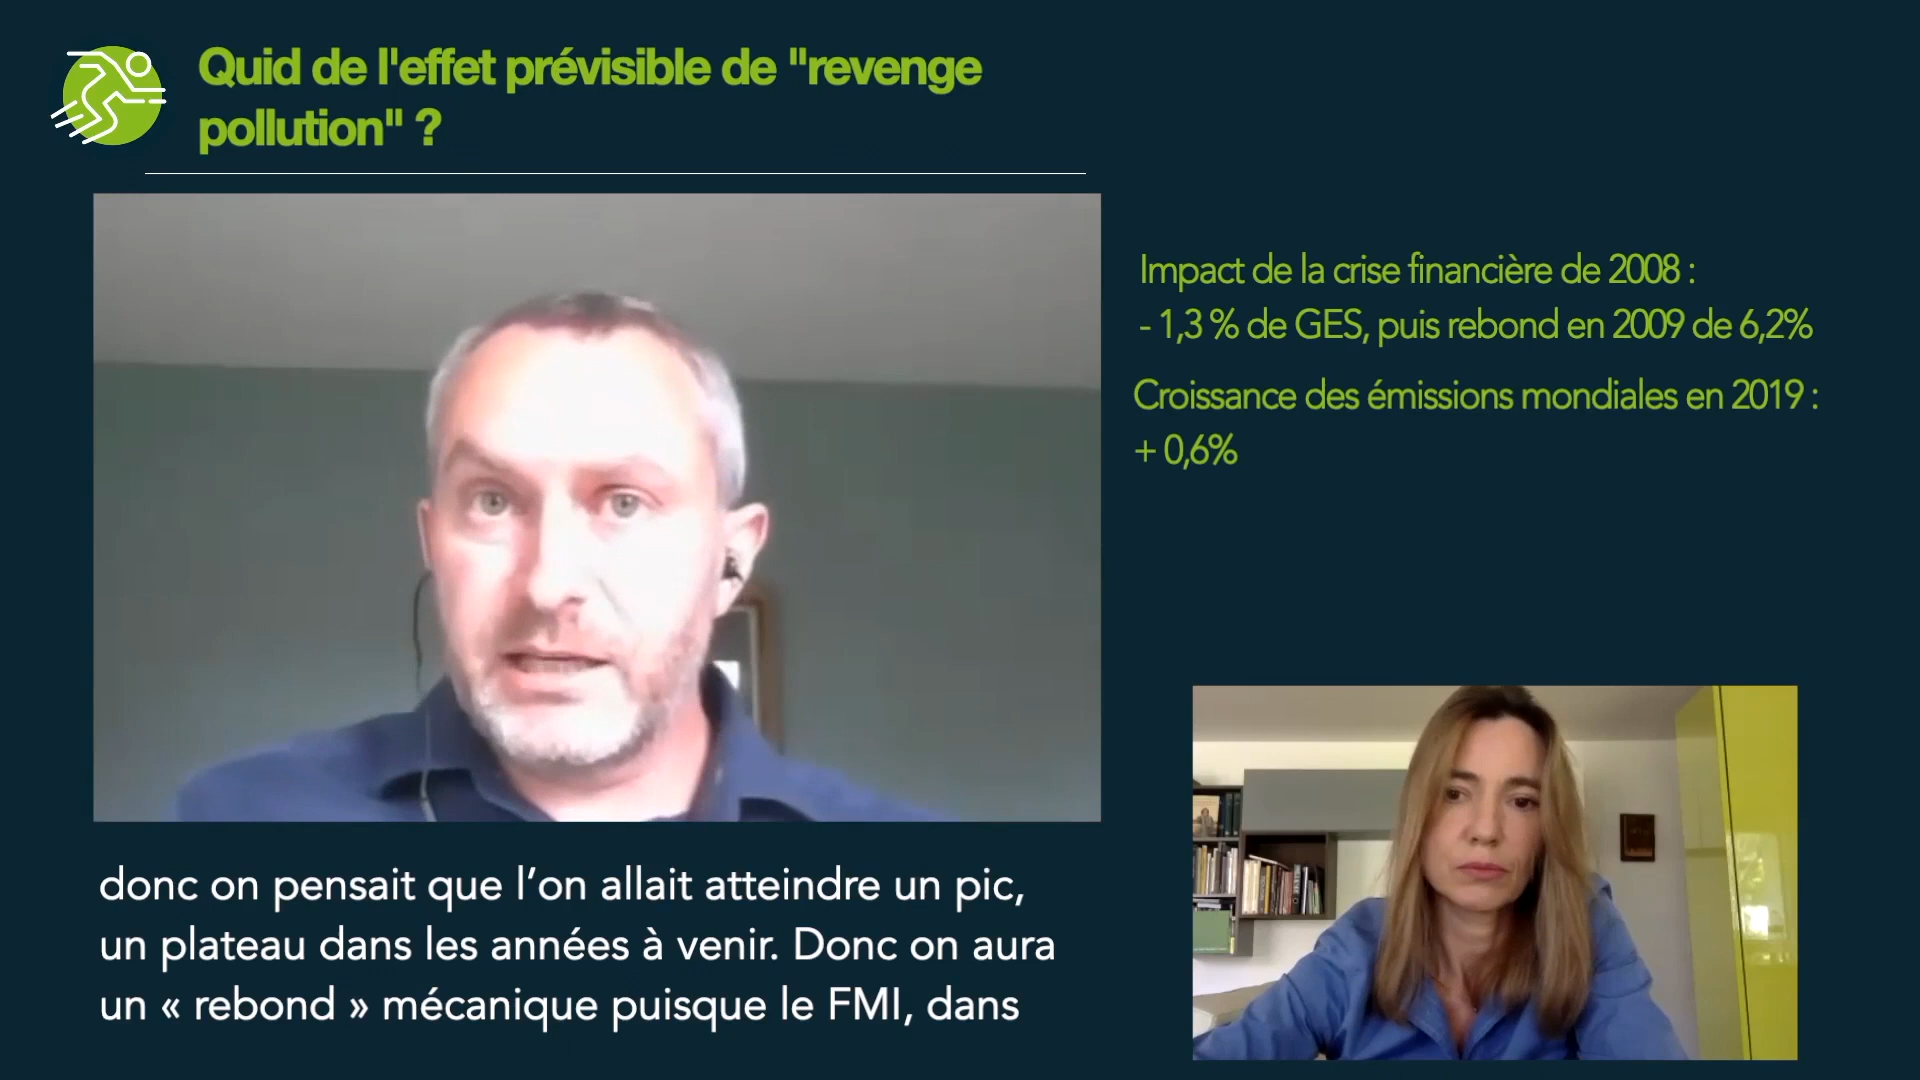 Quid de l'effet prévisible de "revenge
pollution" ?
Impact de la crise financière de 2008 :
- 1,3 % de GES, puis rebond en 2009 de 6,2%
Croissance des émissions mondiales en 2019 :
+ 0,6%
donc on pensait que l’on allait atteindre un pic,
un plateau dans les années à venir. Donc on aura
un « rebond » mécanique puisque le FMI, dans